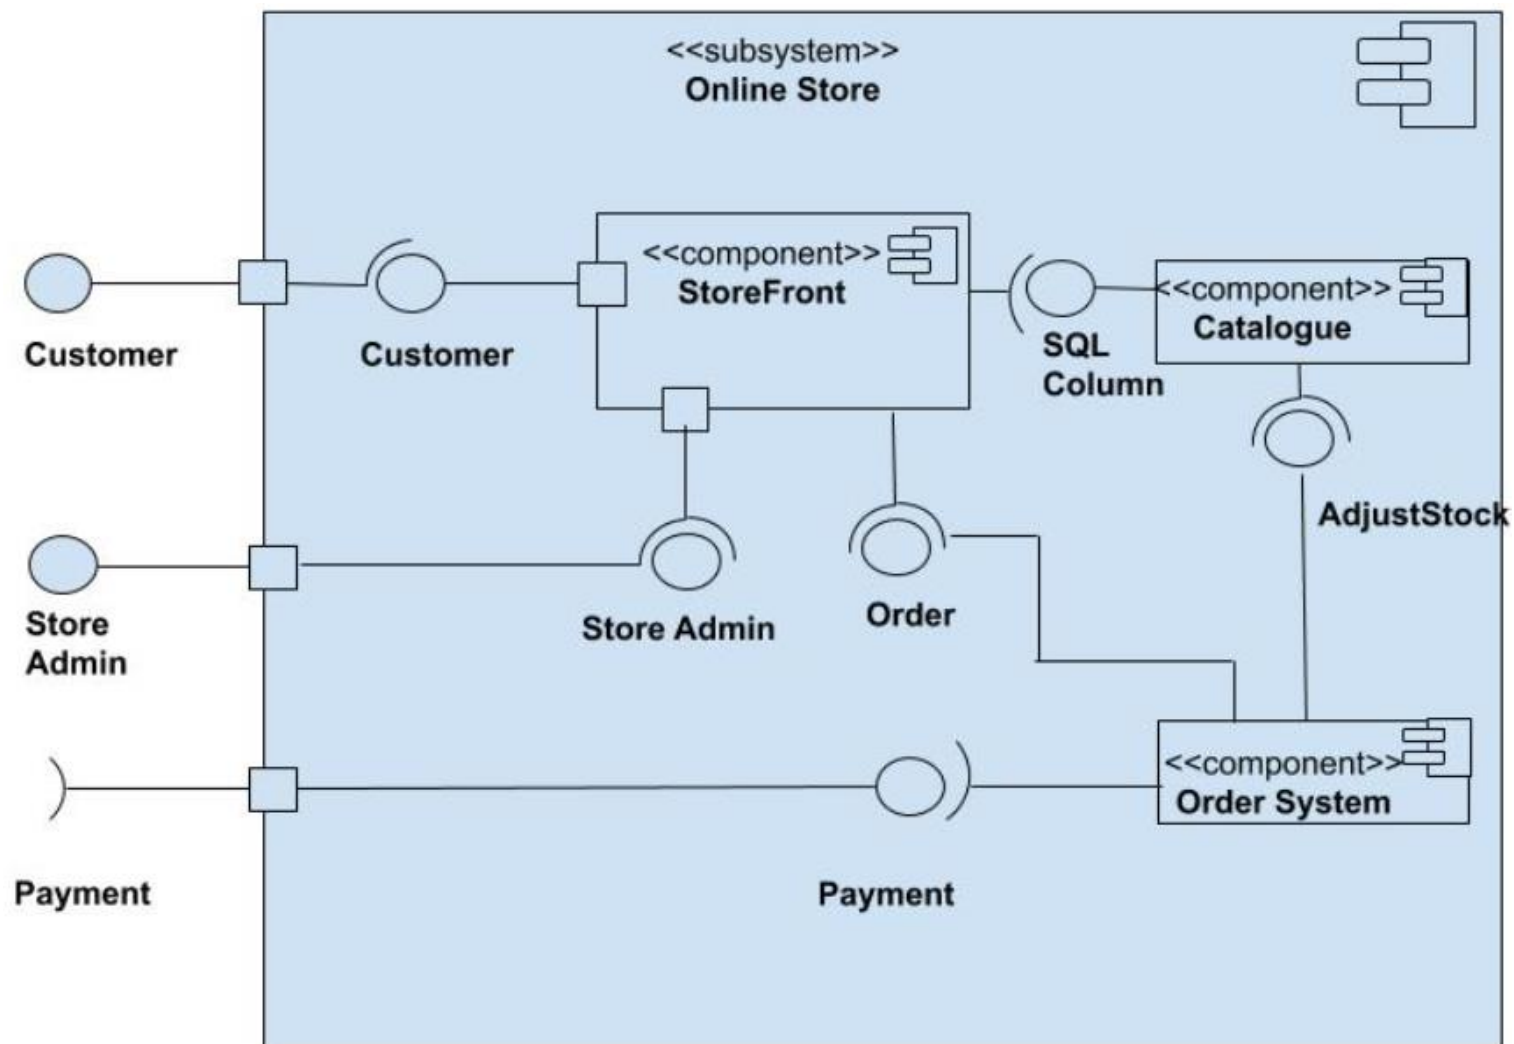 <<subsystem>>
Online Store
<<component>>
StoreFront
<<component>>
Catalogue
SQL
Column
Customer
Customer
AdjustStock
Store
Admin
Store Admin
Order
<<component>>
Order System
Payment
Payment